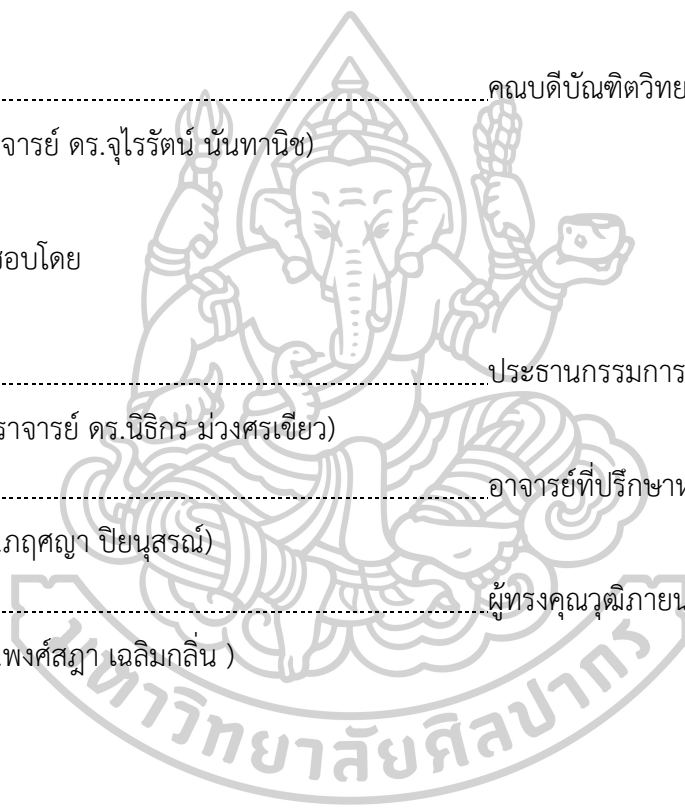 คณบดีบัณฑิตวิทย
จารย์ ดร.จุไรรัตน์ นันทานิช)
สอบโดย
ประธานกรรมการ
ราจารย์ ดร.นิธิกร ม่วงศรเขียว)
อาจารย์ที่ปรึกษาห
.ภฤศญา ปิยนุสรณ์)
ผู้ทรงคุณวุฒิภายน
.พงศ์สฎา เฉลิมกลิ่น )
มหาวิทยาลัยศิลปากร